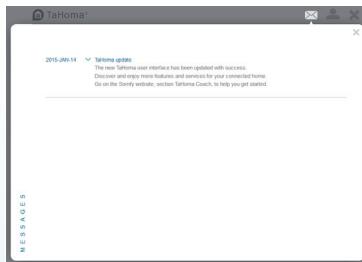 TaHoma
2015-JAN-14 TaHoma update
The new TaHoma user interface has been updated with success.
Discover and enjoy more features and services for your connected home.
Go on the Somfy website, section TaHoma Coach, to help you get started.
MESSAGES